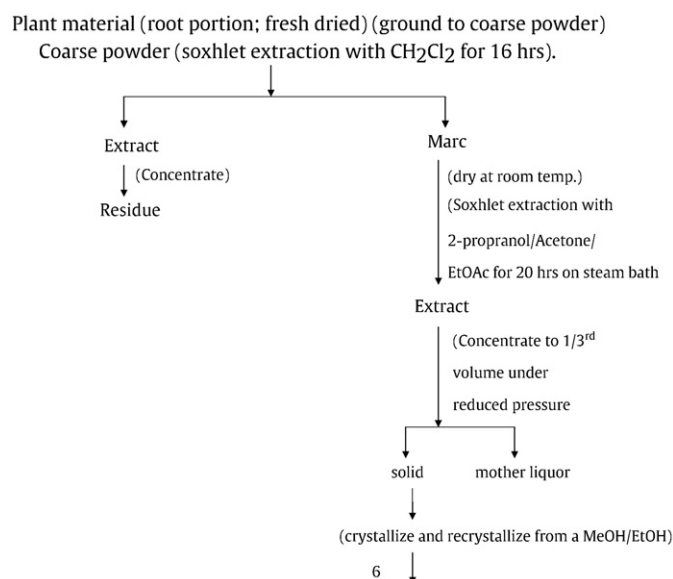 Plant material (root portion; fresh dried) (ground to coarse powder)
Coarse powder (soxhlet extraction with CH2Cl2 for 16 hrs).
Extract
(Concentrate)
Residue
Marc
(dry at room temp.)
(Soxhlet extraction with
2-propranol/Acetone/
EtOAc for 20 hrs on steam bath
Extract
(Concentrate to 1/3rd
volume under
reduced pressure
solid
mother liquor
(crystallize and recrystallize from a MeOH/EtOH)
6